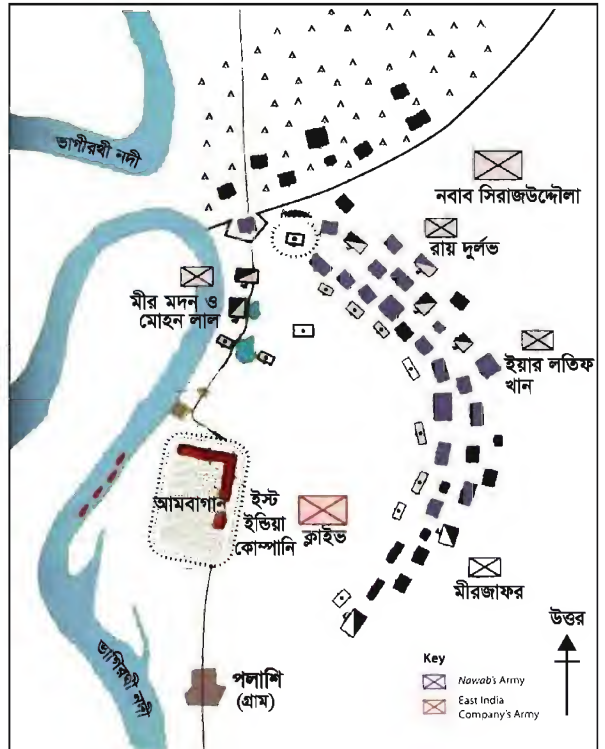 ভাগীরথী নদী
নবাব সিরাজউদ্দৌলা
রায় দুর্লভ
মীর মদন ও
মোহন লাল
ইয়ার লতিফ
খান
আমবাগান
ইস্ট
ইন্ডিয়া
কোম্পানি
ক্লাইভ
মীরজাফর
উত্তর
ভাগিরথী নদী
পলাশি
(গ্রাম)
Key
Nawab's Army
East India
Company's Army